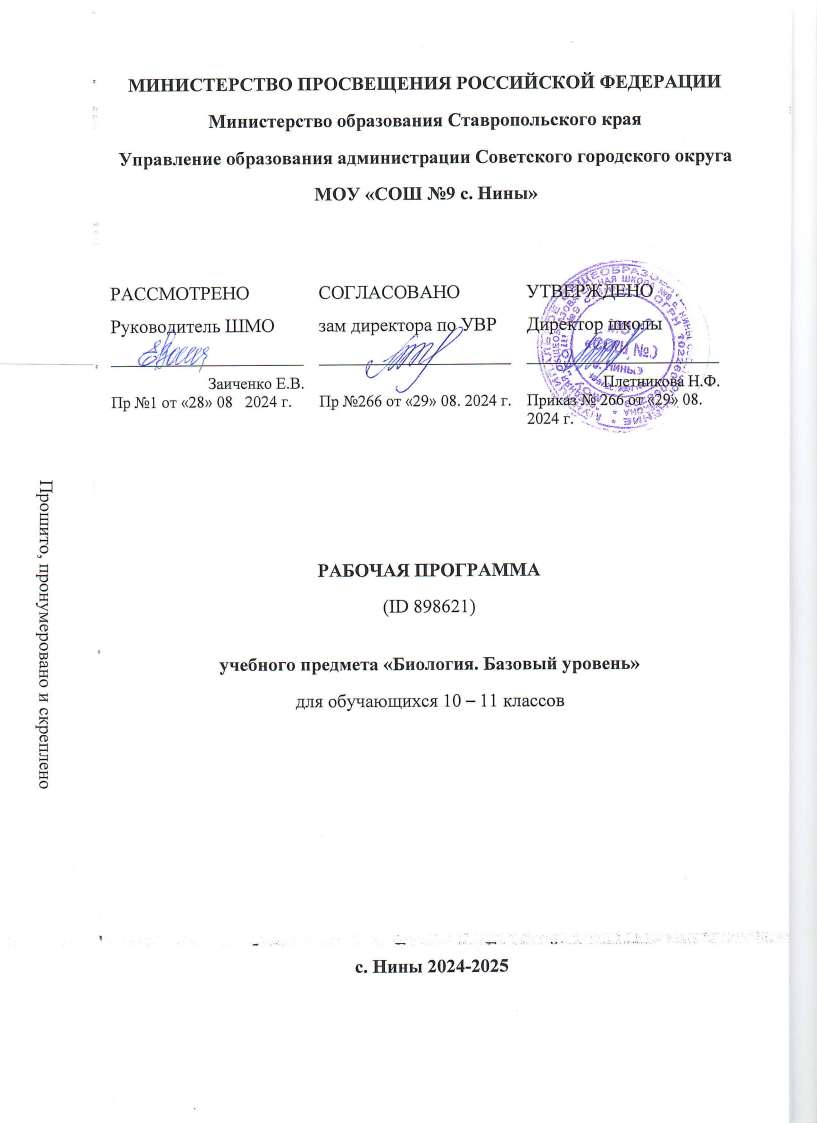 МИНИСТЕРСТВО ПРОСВЕЩЕНИЯ РОССИЙСКОЙ ФЕДЕРАЦИИ
Министерство образования Ставропольского края
Управление образования администрации Советского городского округа
МОУ «СОШ №9 с. Нины»
РАССМОТРЕНО
Руководитель ШМО
Заиченко Е.В.
Пр №1 от «28» 08 2024 г.
СОГЛАСОВАНО
зам директора по УВР
Пр №266 от «29» 08. 2024 г.
УТВЕРЖДЕНО
Директор школы
Плетникова Н.Ф.
Приказ № 266 от «29» 08.
2024 г.
Прошито, пронумеровано и скреплено
РАБОЧАЯ ПРОГРАММА
(ID 898621)
учебного предмета «Биология. Базовый уровень»
для обучающихся 10 – 11 классов
с. Нины 2024-2025